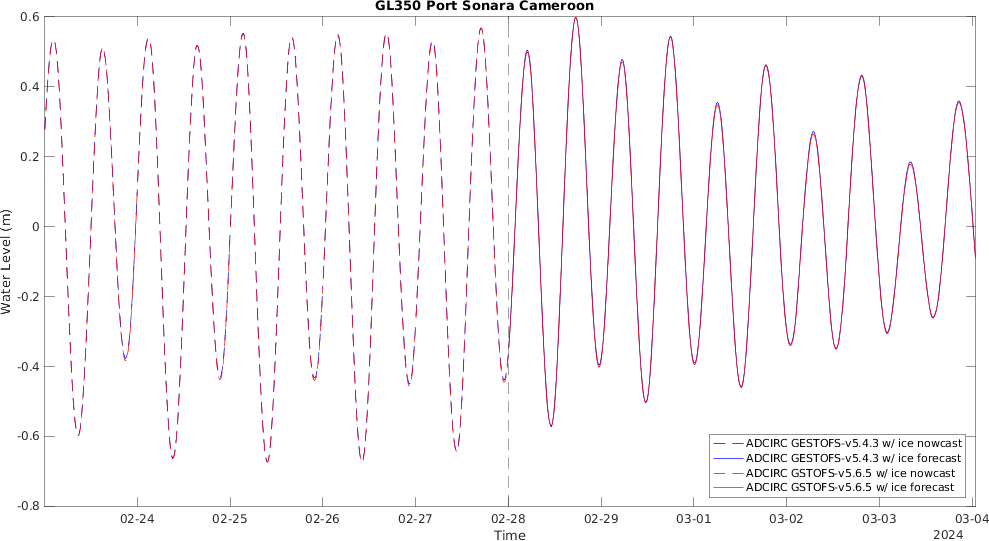 GL350 Port Sonara Cameroon
0.6
0.4
0.2
0
-0.2
-0.4
-0.6
-0.8
Water Level (m)
ADCIRC GESTOFS-v5.4.3 w/ ice nowcast
ADCIRC GESTOFS-v5.4.3 w/ ice forecast
ADCIRC GSTOFS-v5.6.5 w/ ice nowcast
ADCIRC GSTOFS-v5.6.5 w/ ice forecast
02-24 02-25 02-26 02-27 02-28 02-29 03-01 03-02 03-03 03-04
Time
2024